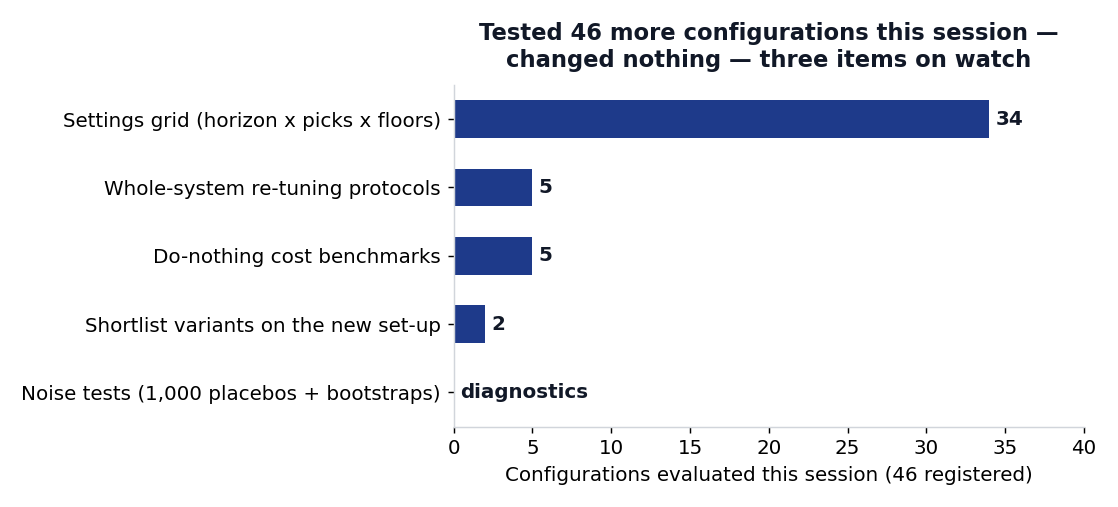 Tested 46 more configurations this session —
changed nothing — three items on watch
Settings grid (horizon x picks x floors)
34
Whole-system re-tuning protocols
5
Do-nothing cost benchmarks
5
Shortlist variants on the new set-up
2
Noise tests (1,000 placebos + bootstraps)
diagnostics
0 5 10 15 20 25 30 35 40
Configurations evaluated this session (46 registered)